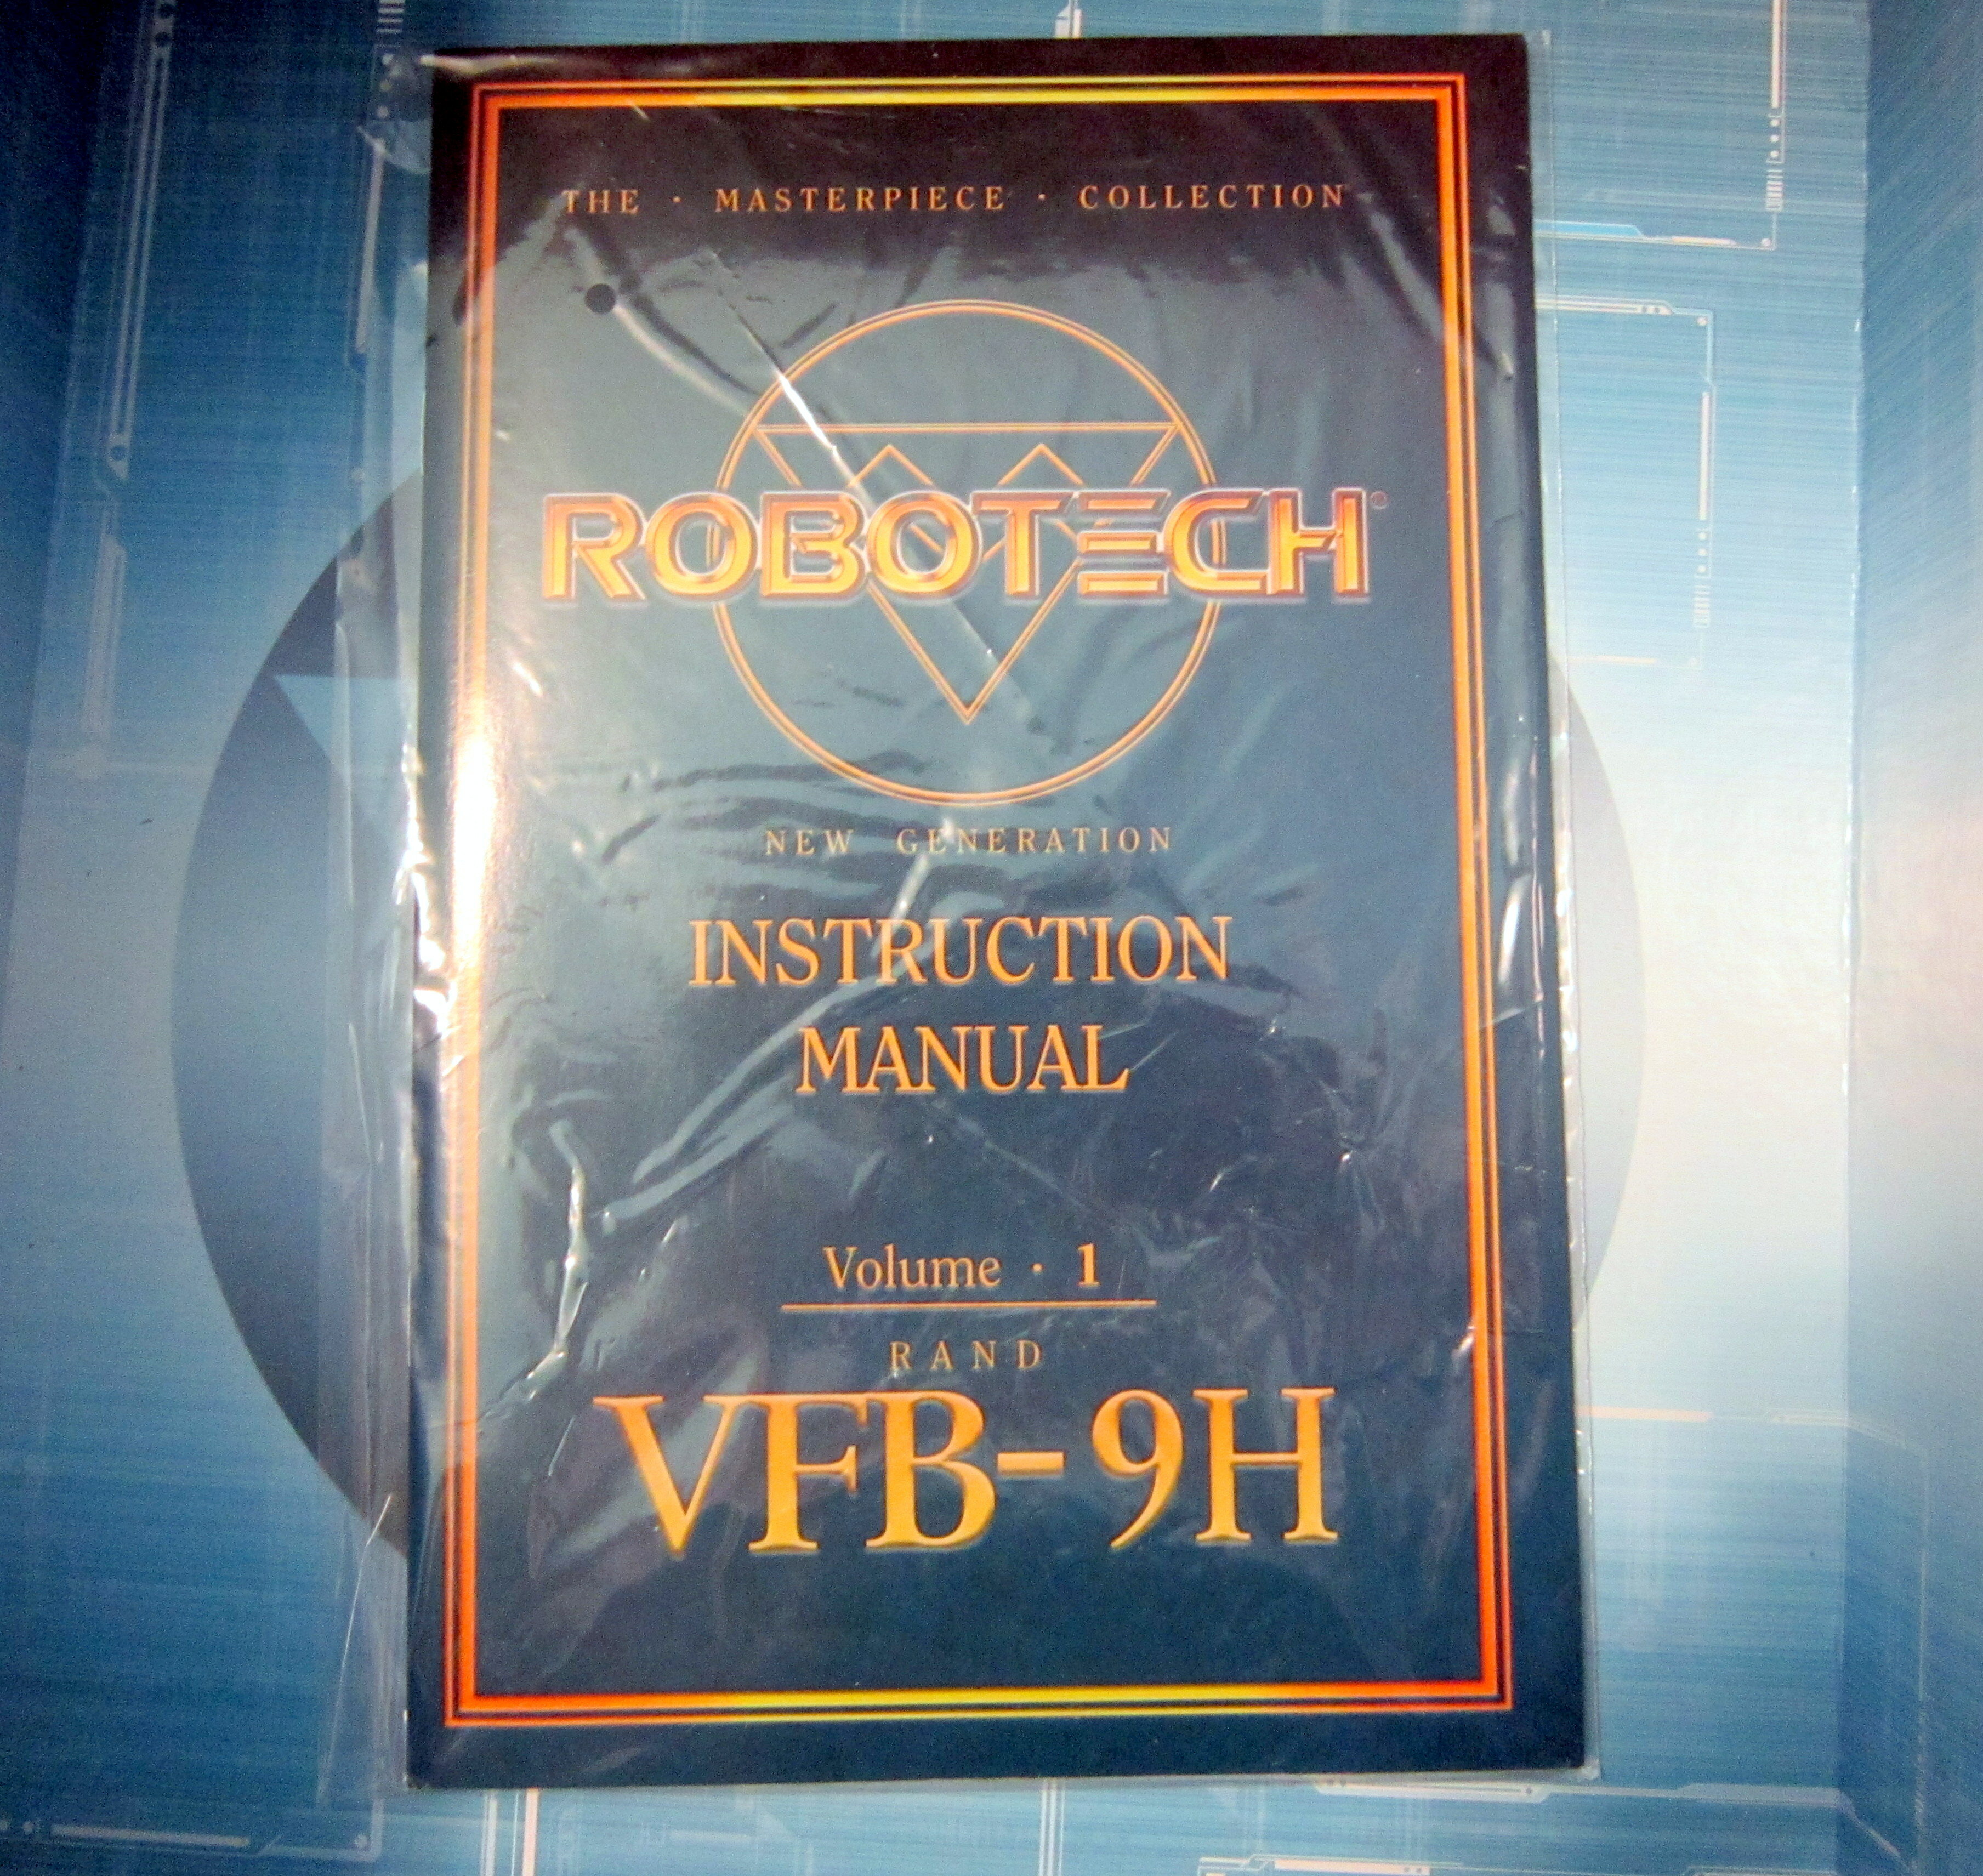 THE · MASTERPIECE · COLLECTION
ROBOTECH®
NEW GENERATION
INSTRUCTION
MANUAL
Volume · 1
RAND
VFB-9H